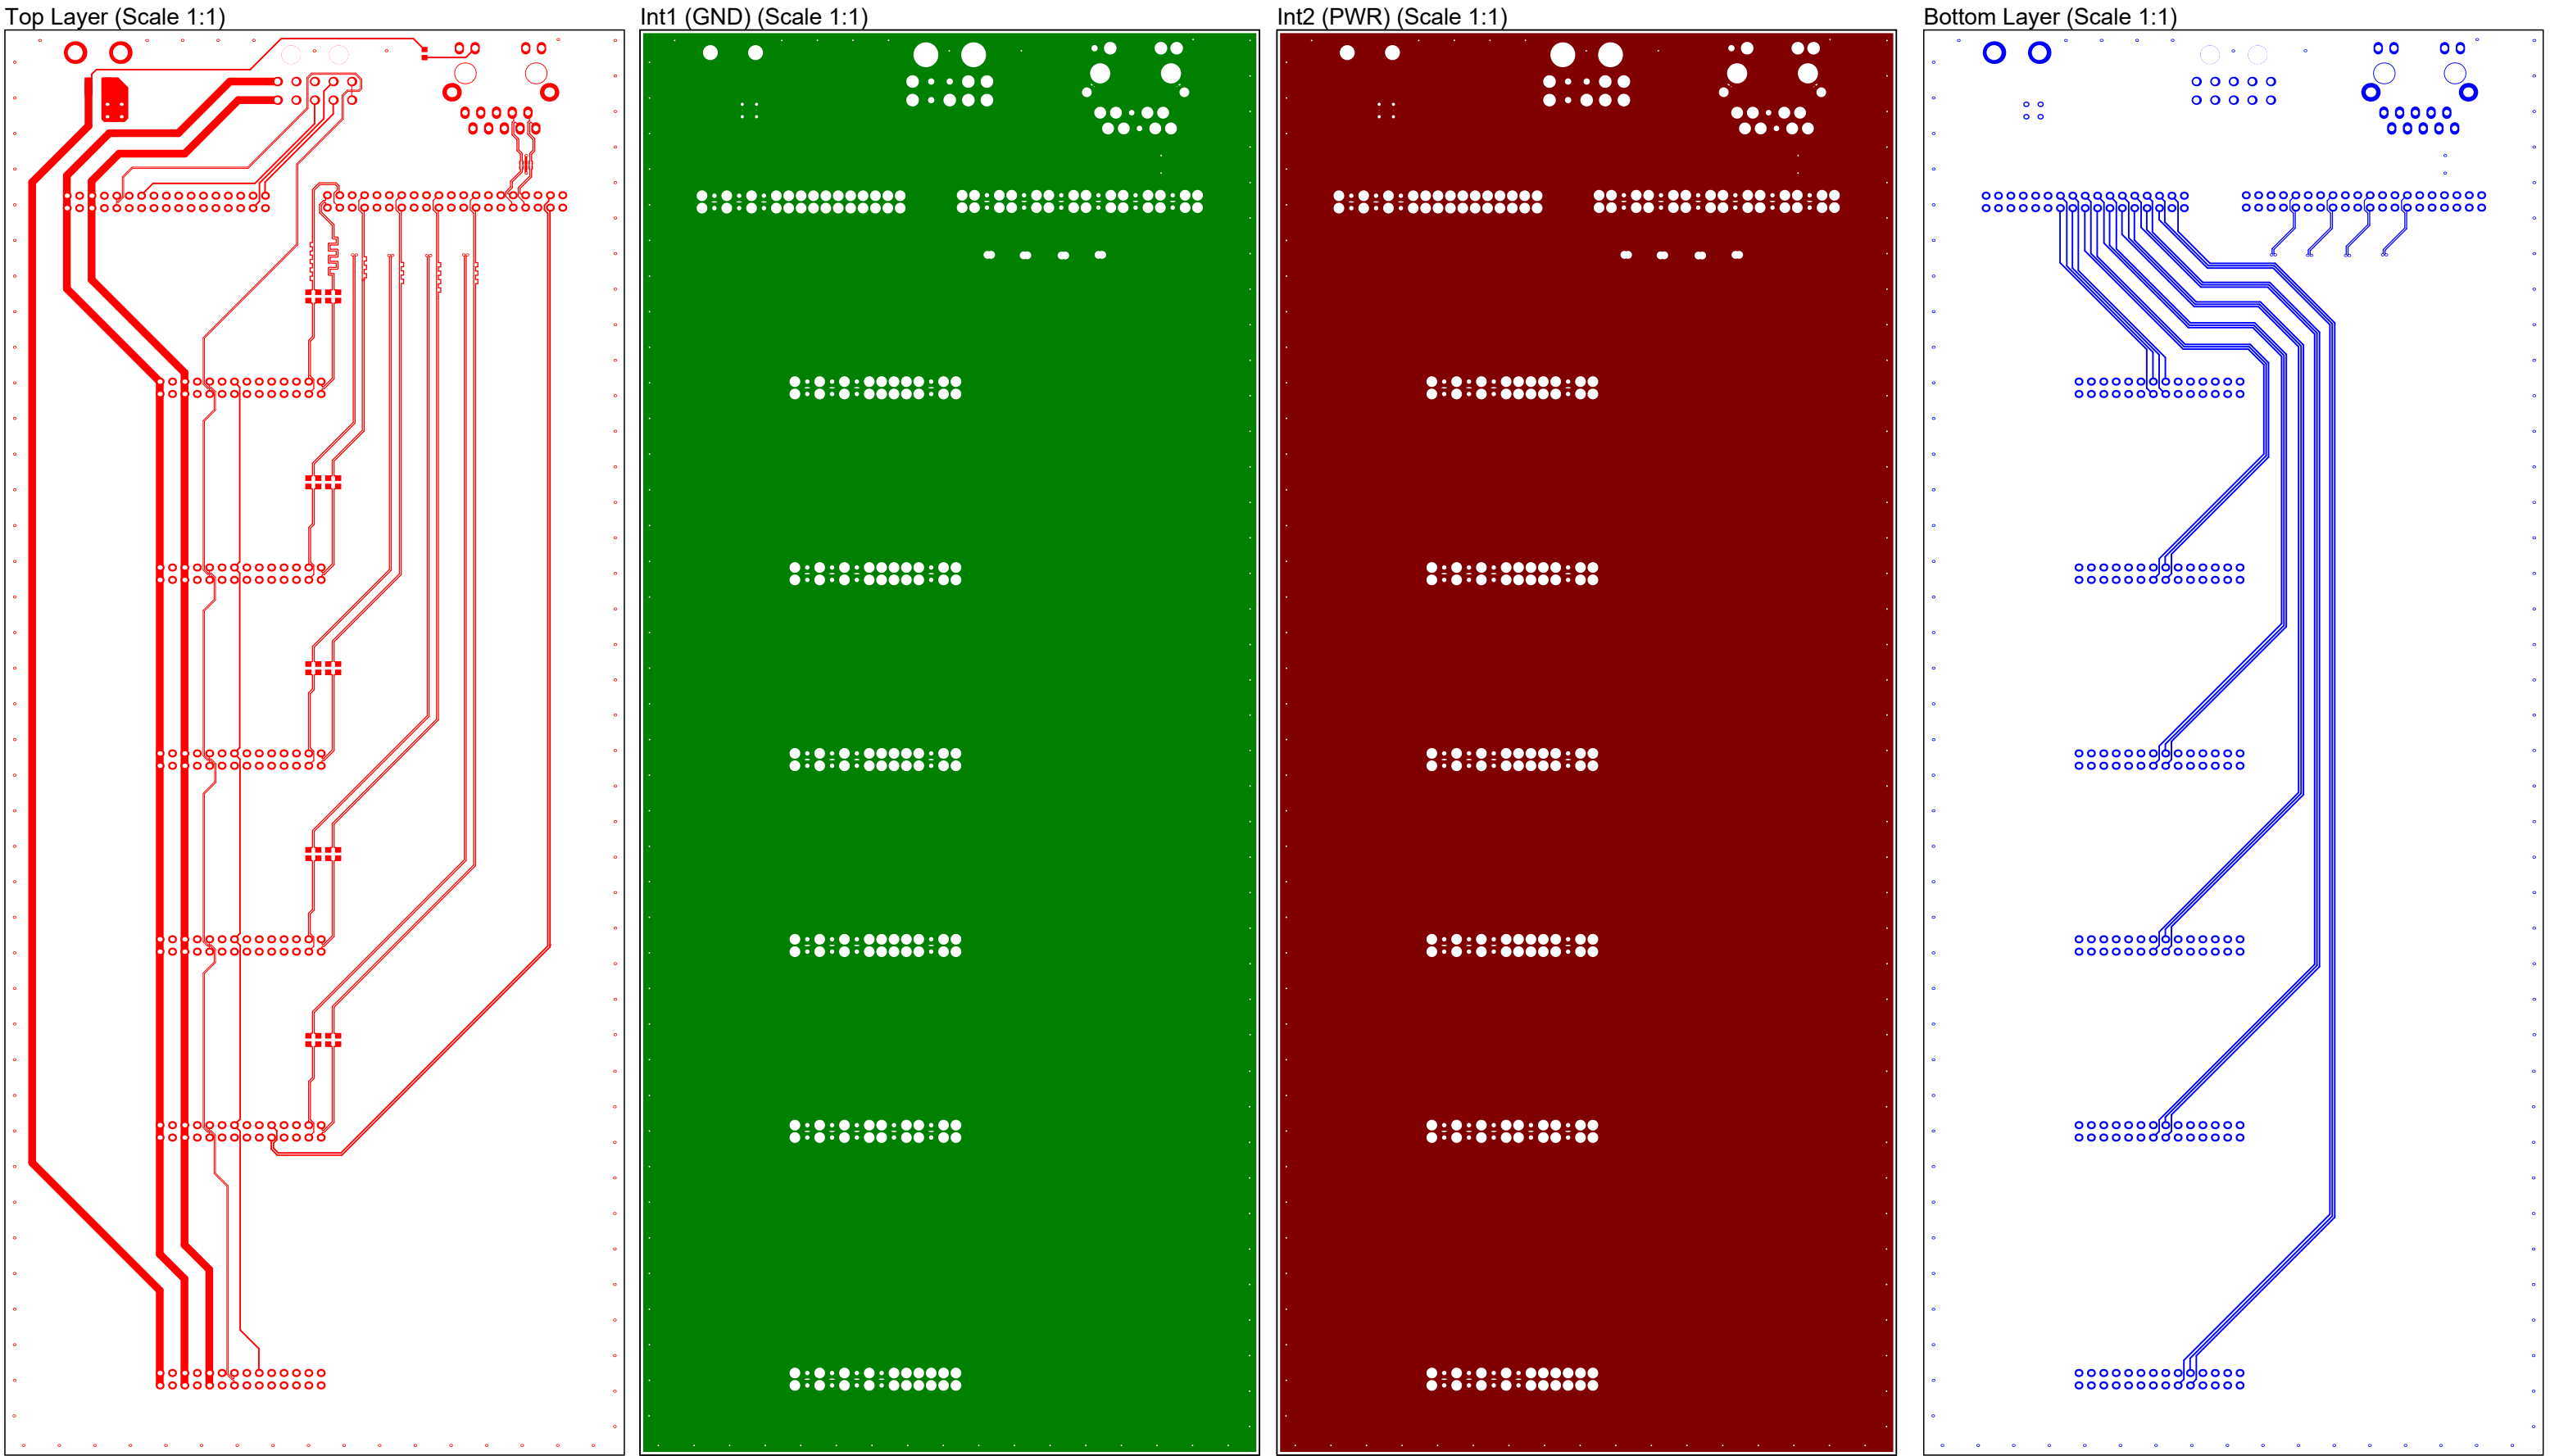 Top Layer (Scale 1:1)
Int1 (GND) (Scale 1:1)
Int2 (PWR) (Scale 1:1)
Bottom Layer (Scale 1:1)